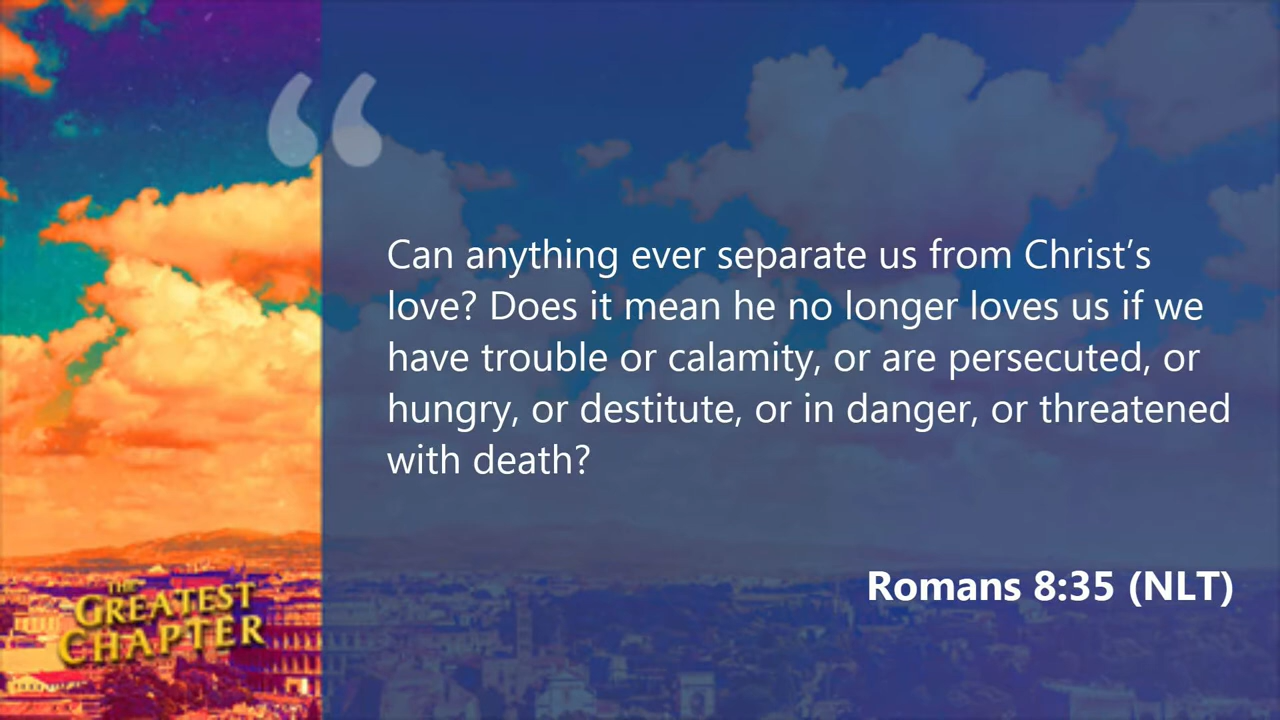 “
Can anything ever separate us from Christ’s
love? Does it mean he no longer loves us if we
have trouble or calamity, or are persecuted, or
hungry, or destitute, or in danger, or threatened
with death?
Romans 8:35 (NLT)
THE
GREATEST
CHAPTER